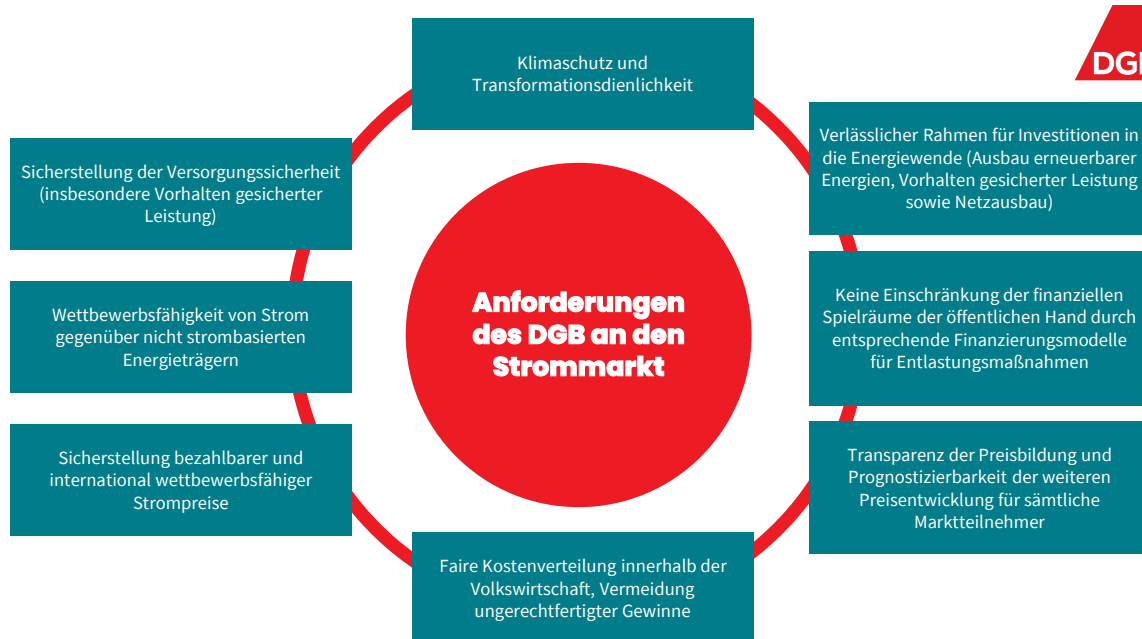 Klimaschutz und
Transformationsdienlichkeit
DGB
Verlässlicher Rahmen für Investitionen in
die Energiewende (Ausbau erneuerbarer
Energien, Vorhalten gesicherter Leistung
sowie Netzausbau)
Keine Einschränkung der finanziellen
Spielräume der öffentlichen Hand durch
entsprechende Finanzierungsmodelle
für Entlastungsmaßnahmen
Transparenz der Preisbildung und
Prognostizierbarkeit der weiteren
Preisentwicklung für sämtliche
Marktteilnehmer
Faire Kostenverteilung innerhalb der
Volkswirtschaft, Vermeidung
ungerechtfertigter Gewinne
Sicherstellung bezahlbarer und
international wettbewerbsfähiger
Strompreise
Wettbewerbsfähigkeit von Strom
gegenüber nicht strombasierten
Energieträgern
Sicherstellung der Versorgungssicherheit
(insbesondere Vorhalten gesicherter
Leistung)
Anforderungen
des DGB an den
Strommarkt